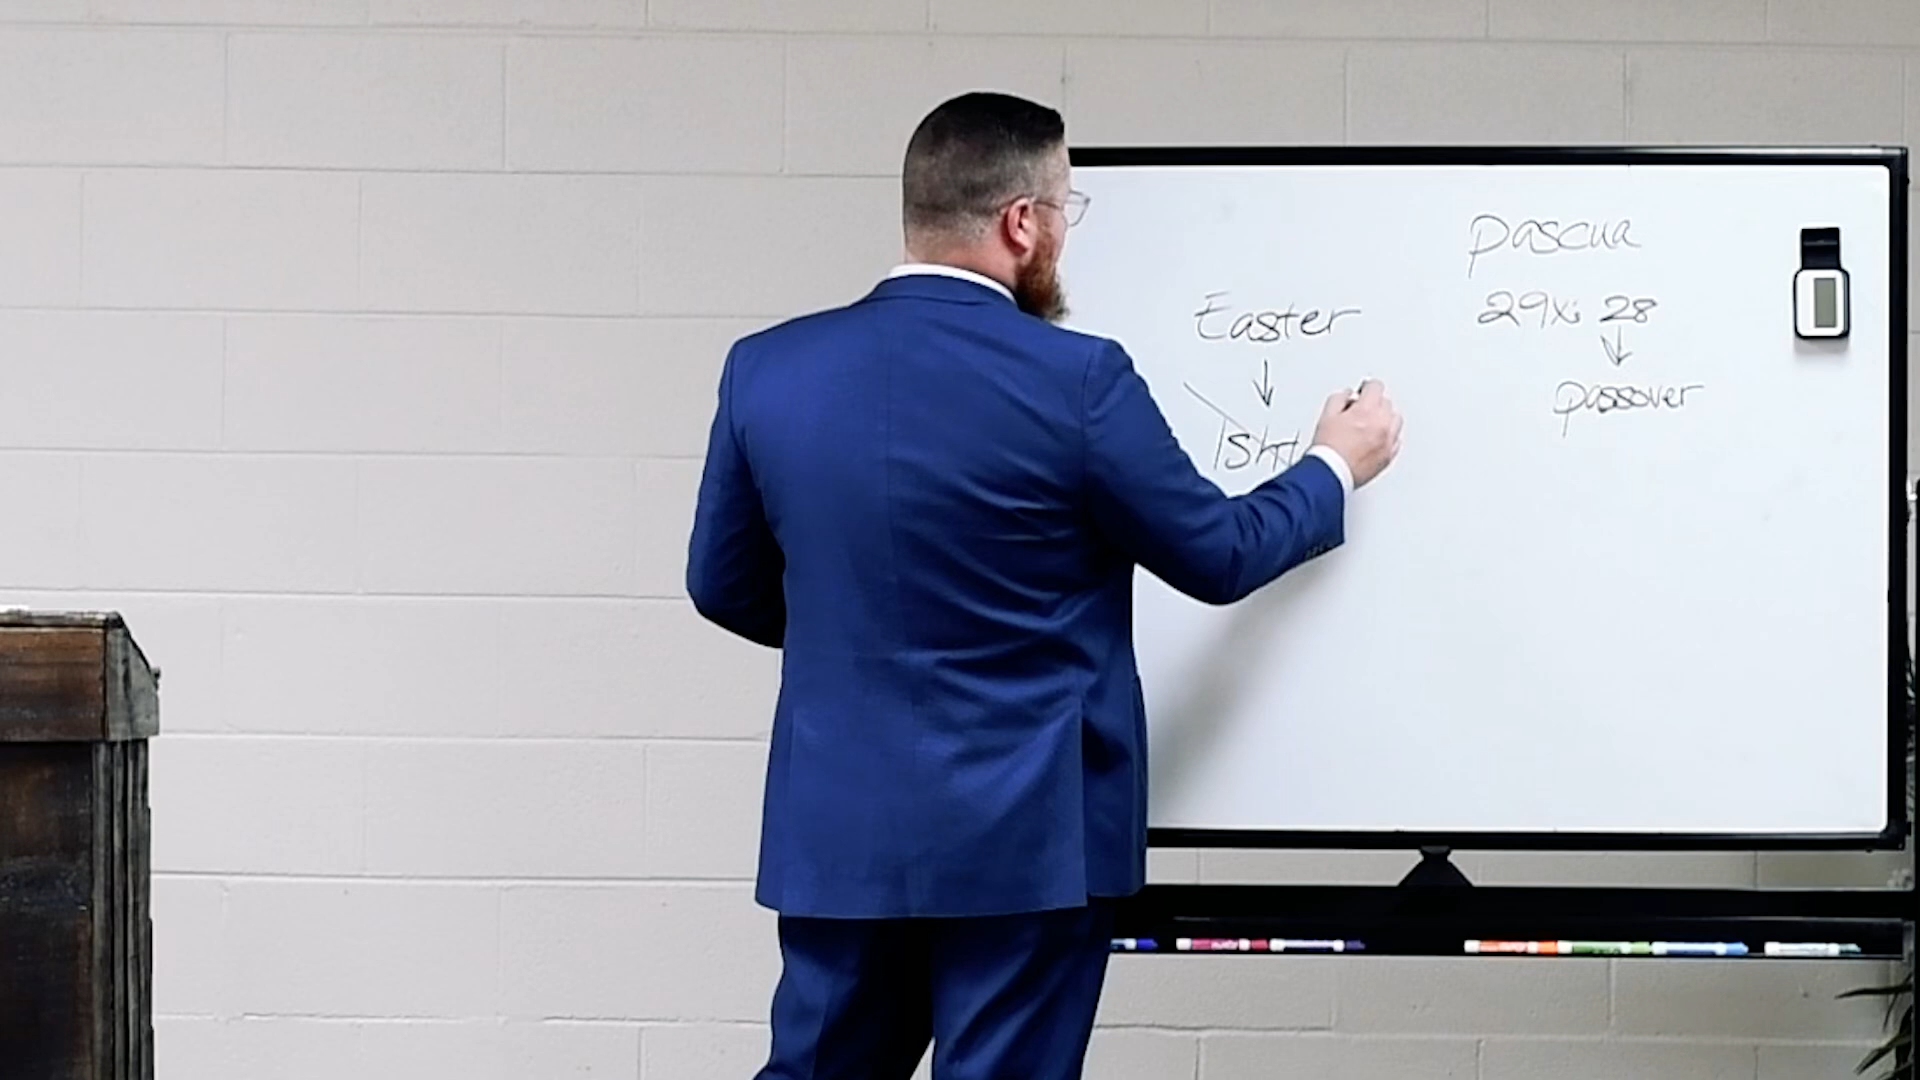 pascua
29x; 28
↓
passover
Easter
↓
Isht